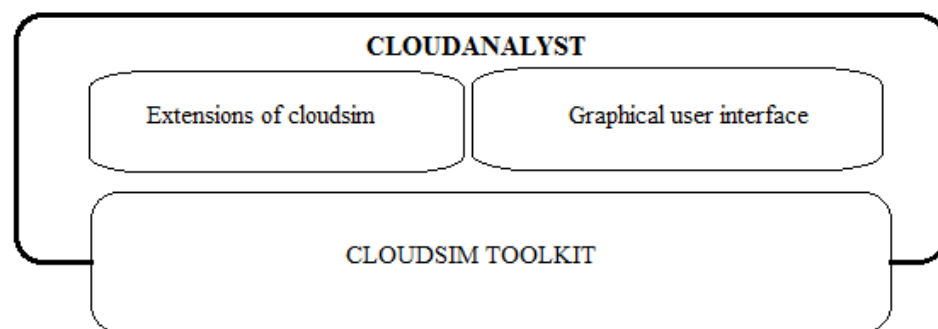 CLOUDANALYST
Extensions of cloudsim
Graphical user interface
CLOUDSIM TOOLKIT